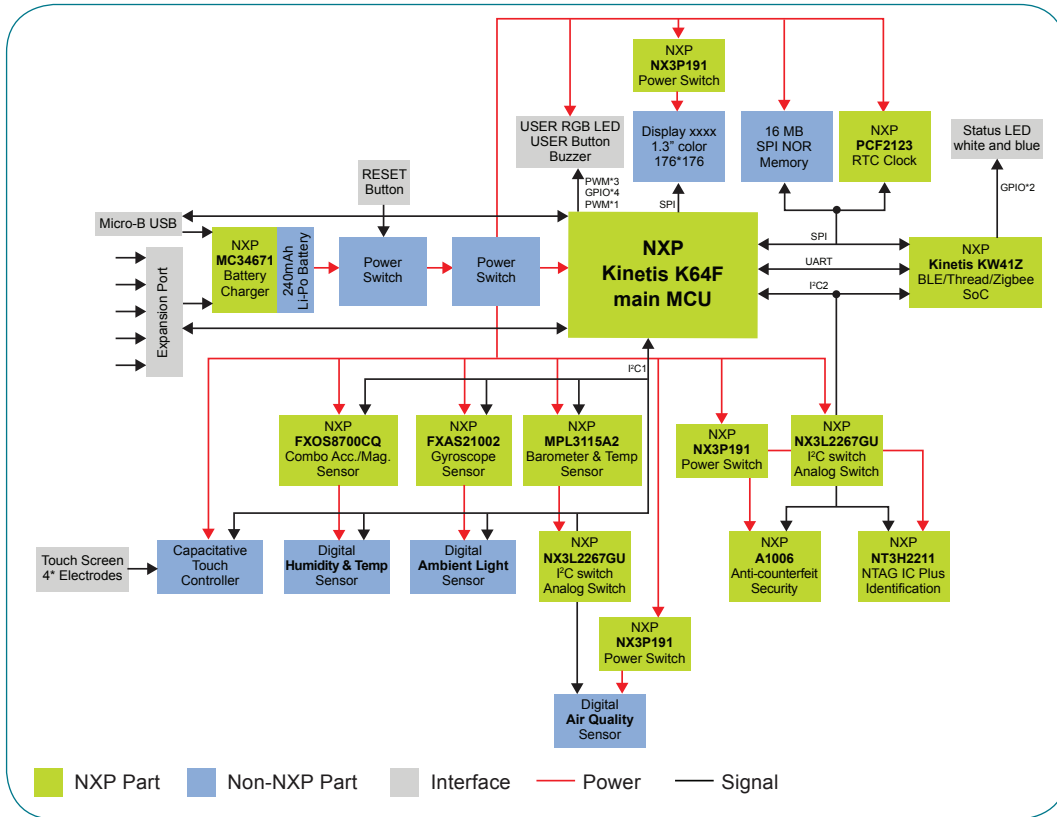 NXP
NX3P191
Power Switch
USER RGB LED
USER Button
Buzzer
Display xxxx
1.3" color
176*176
16 MB
SPI NOR
Memory
NXP
PCF2123
RTC Clock
Status LED
white and blue
RESET
Button
PWM*3
GPIO*4
PWM*1
SPI
GPIO*2
Micro-B USB
NXP
MC34671
Battery
Charger
240mAh
Li-Po Battery
Power
Switch
Power
Switch
NXP
Kinetis K64F
main MCU
SPI
UART
I²C2
NXP
Kinetis KW41Z
BLE/Thread/Zigbee
SoC
Expansion Port
I²C1
NXP
FXOS8700CQ
Combo Acc./Mag.
Sensor
NXP
FXAS21002
Gyroscope
Sensor
NXP
MPL3115A2
Barometer & Temp
Sensor
NXP
NX3P191
Power Switch
NXP
NX3L2267GU
I²C switch
Analog Switch
Touch Screen
4* Electrodes
Capacitative
Touch
Controller
Digital
Humidity & Temp
Sensor
Digital
Ambient Light
Sensor
NXP
NX3L2267GU
I²C switch
Analog Switch
NXP
A1006
Anti-counterfeit
Security
NXP
NT3H2211
NTAG IC Plus
Identification
NXP
NX3P191
Power Switch
Digital
Air Quality
Sensor
NXP Part
Non-NXP Part
Interface
Power
Signal